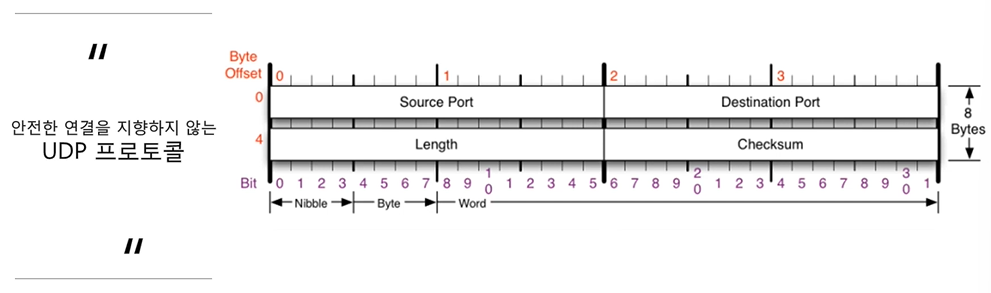 〃
안전한 연결을 지향하지 않는
UDP 프로토콜
〃
Byte
Offset 0 1 2 3
0 Source Port Destination Port
4 Length Checksum
8
Bytes
Bit 0 1 2 3 4 5 6 7 8 9 10 1 2 3 4 5 6 7 8 9 20 1 2 3 4 5 6 7 8 9 30 1
Nibble Byte Word